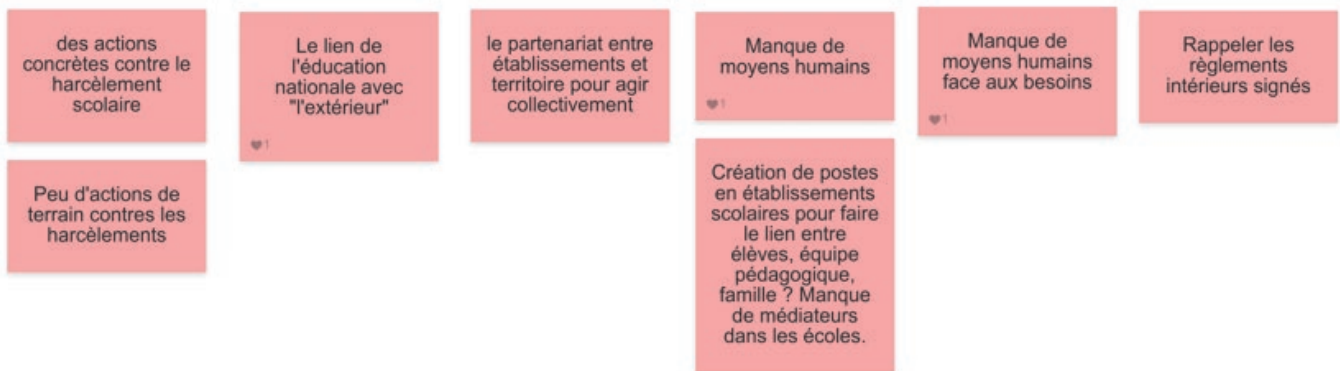 des actions
concrètes contre le
harcèlement
scolaire
Peu d'actions de
terrain contres les
harcèlements
Le lien de
l'éducation
nationale avec
"l'extérieur"
1
le partenariat entre
établissements et
territoire pour agir
collectivement
Manque de
moyens humains
1
Création de postes
en établissements
scolaires pour faire
le lien entre
élèves, équipe
pédagogique,
famille ? Manque
de médiateurs
dans les écoles.
Manque de
moyens humains
face aux besoins
1
Rappeler les
règlements
intérieurs signés